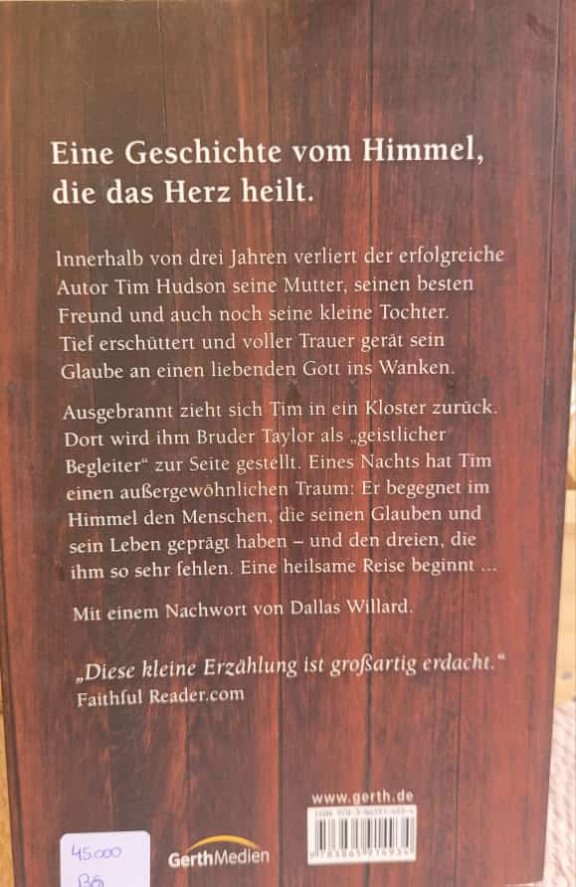 Eine Geschichte vom Himmel,
die das Herz heilt.
Innerhalb von drei Jahren verliert der erfolgreiche
Autor Tim Hudson seine Mutter, seinen besten
Freund und auch noch seine kleine Tochter.
Tief erschüttert und voller Trauer gerät sein
Glaube an einen liebenden Gott ins Wanken.
Ausgebrannt zieht sich Tim in ein Kloster zurück.
Dort wird ihm Bruder Taylor als „geistlicher
Begleiter“ zur Seite gestellt. Eines Nachts hat Tim
einen außergewöhnlichen Traum: Er begegnet im
Himmel den Menschen, die seinen Glauben und
sein Leben geprägt haben – und den dreien, die
ihm so sehr fehlen. Eine heilsame Reise beginnt ...
Mit einem Nachwort von Dallas Willard.
„Diese kleine Erzählung ist großartig erdacht.“
Faithful Reader.com
www.gerth.de
ISBN
45.000
GerthMedien